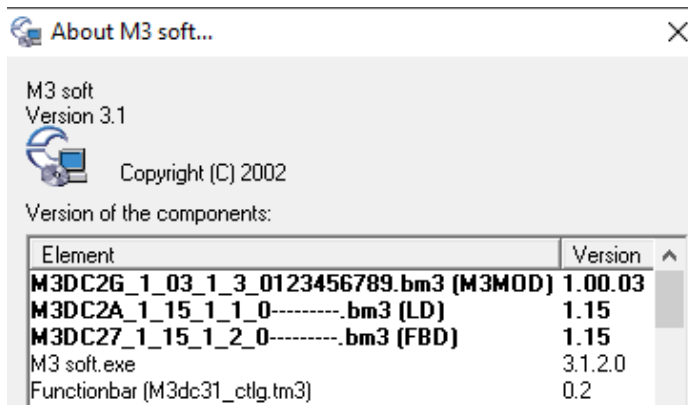 About M3 soft...
M3 soft
Version 3.1
Copyright (C) 2002
Version of the components:
Element Version
M3DC2G_1_03_1_3_0123456789.bm3 (M3MOD) 1.00.03
M3DC2A_1_15_1_1_0---------.bm3 (LD) 1.15
M3DC27_1_15_1_2_0---------.bm3 (FBD) 1.15
M3 soft.exe 3.1.2.0
Functionbar (M3dc31_ctlg.tm3) 0.2